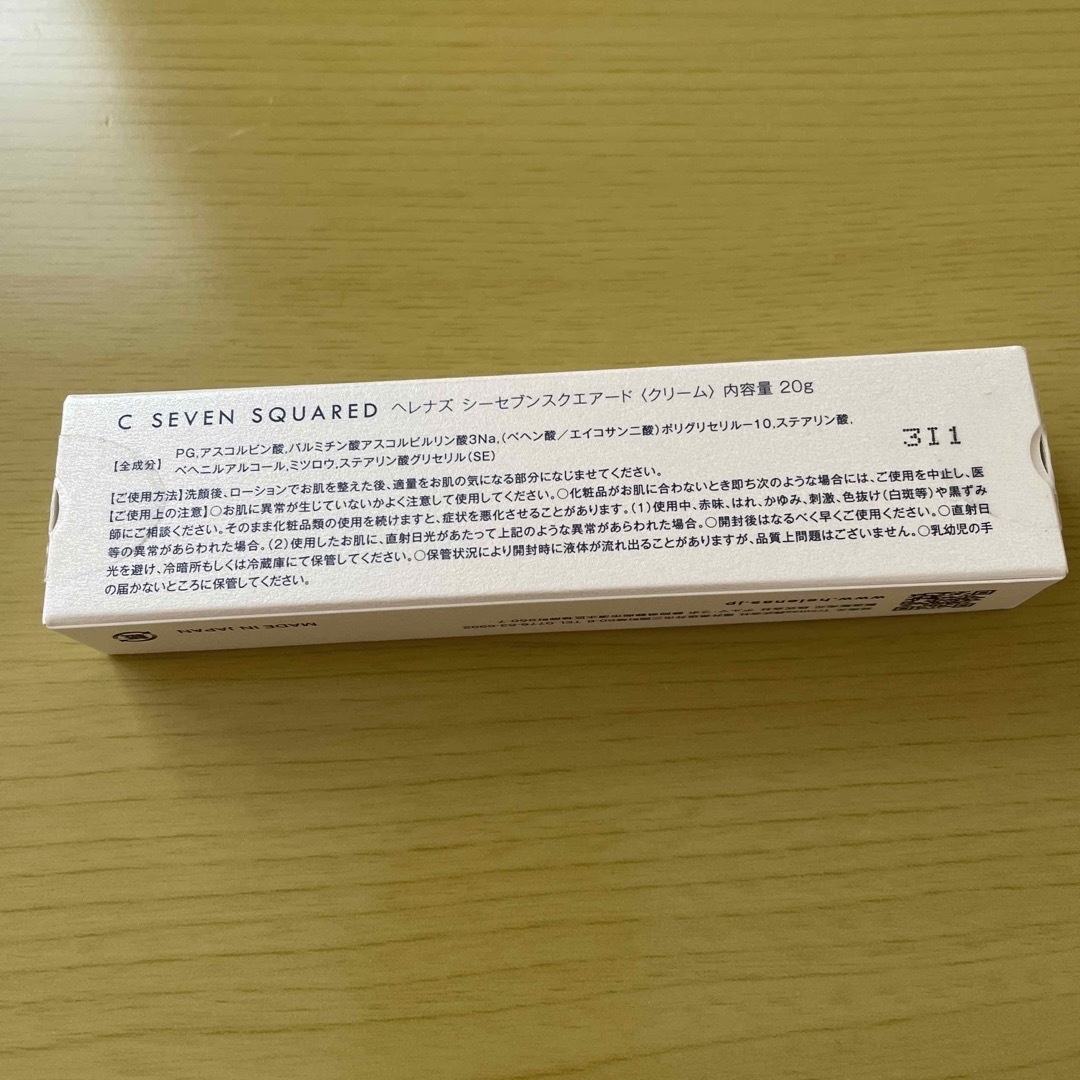 C SEVEN SQUARED ヘレナズ シーセブンスクエアード〈クリーム〉内容量 20g
【全成分】 PG,アスコルビン酸,パルミチン酸アスコルビルリン酸3Na,(ベヘン酸/エイコサン二酸)ポリグリセリル-10,ステアリン酸,
ベヘニルアルコール,ミツロウ,ステアリン酸グリセリル(SE)
311
【ご使用方法】洗顔後、ローションでお肌を整えた後、適量をお肌の気になる部分になじませてください。
【ご使用上の注意】○お肌に異常が生じていないかよく注意して使用してください。○化粧品がお肌に合わないとき即ち次のような場合には、ご使用を中止し、医
師にご相談ください。そのまま化粧品類の使用を続けますと、症状を悪化させることがあります。(1)使用中、赤味、はれ、かゆみ、刺激、色抜け(白斑等)や黒ずみ
等の異常があらわれた場合。(2)使用したお肌に、直射日光があたって上記のような異常があらわれた場合。○開封後はなるべく早くご使用ください。○直射日
光を避け、冷暗所もしくは冷蔵庫にて保管してください。○保管状況により開封時に液体が流れ出ることがありますが、品質上問題はございません。○乳幼児の手
の届かないところに保管してください。
www.helenas.jp
MADE IN JAPAN